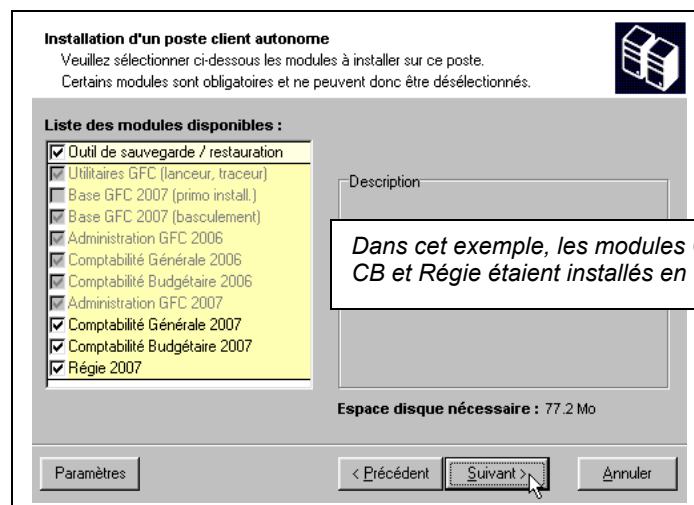 Installation d'un poste client autonome
Veuillez sélectionner ci-dessous les modules à installer sur ce poste.
Certains modules sont obligatoires et ne peuvent donc être désélectionnés.
Liste des modules disponibles :
Outil de sauvegarde / restauration
Utilitaires GFC (lanceur, traceur)
Base GFC 2007 (primo install.)
Base GFC 2007 (basculement)
Administration GFC 2006
Comptabilité Générale 2006
Comptabilité Budgétaire 2006
Administration GFC 2007
Comptabilité Générale 2007
Comptabilité Budgétaire 2007
Régie 2007
Description
Dans cet exemple, les modules
CB et Régie étaient installés en
Espace disque nécessaire : 77.2 Mo
Paramètres
< Précédent
Suivant >
Annuler